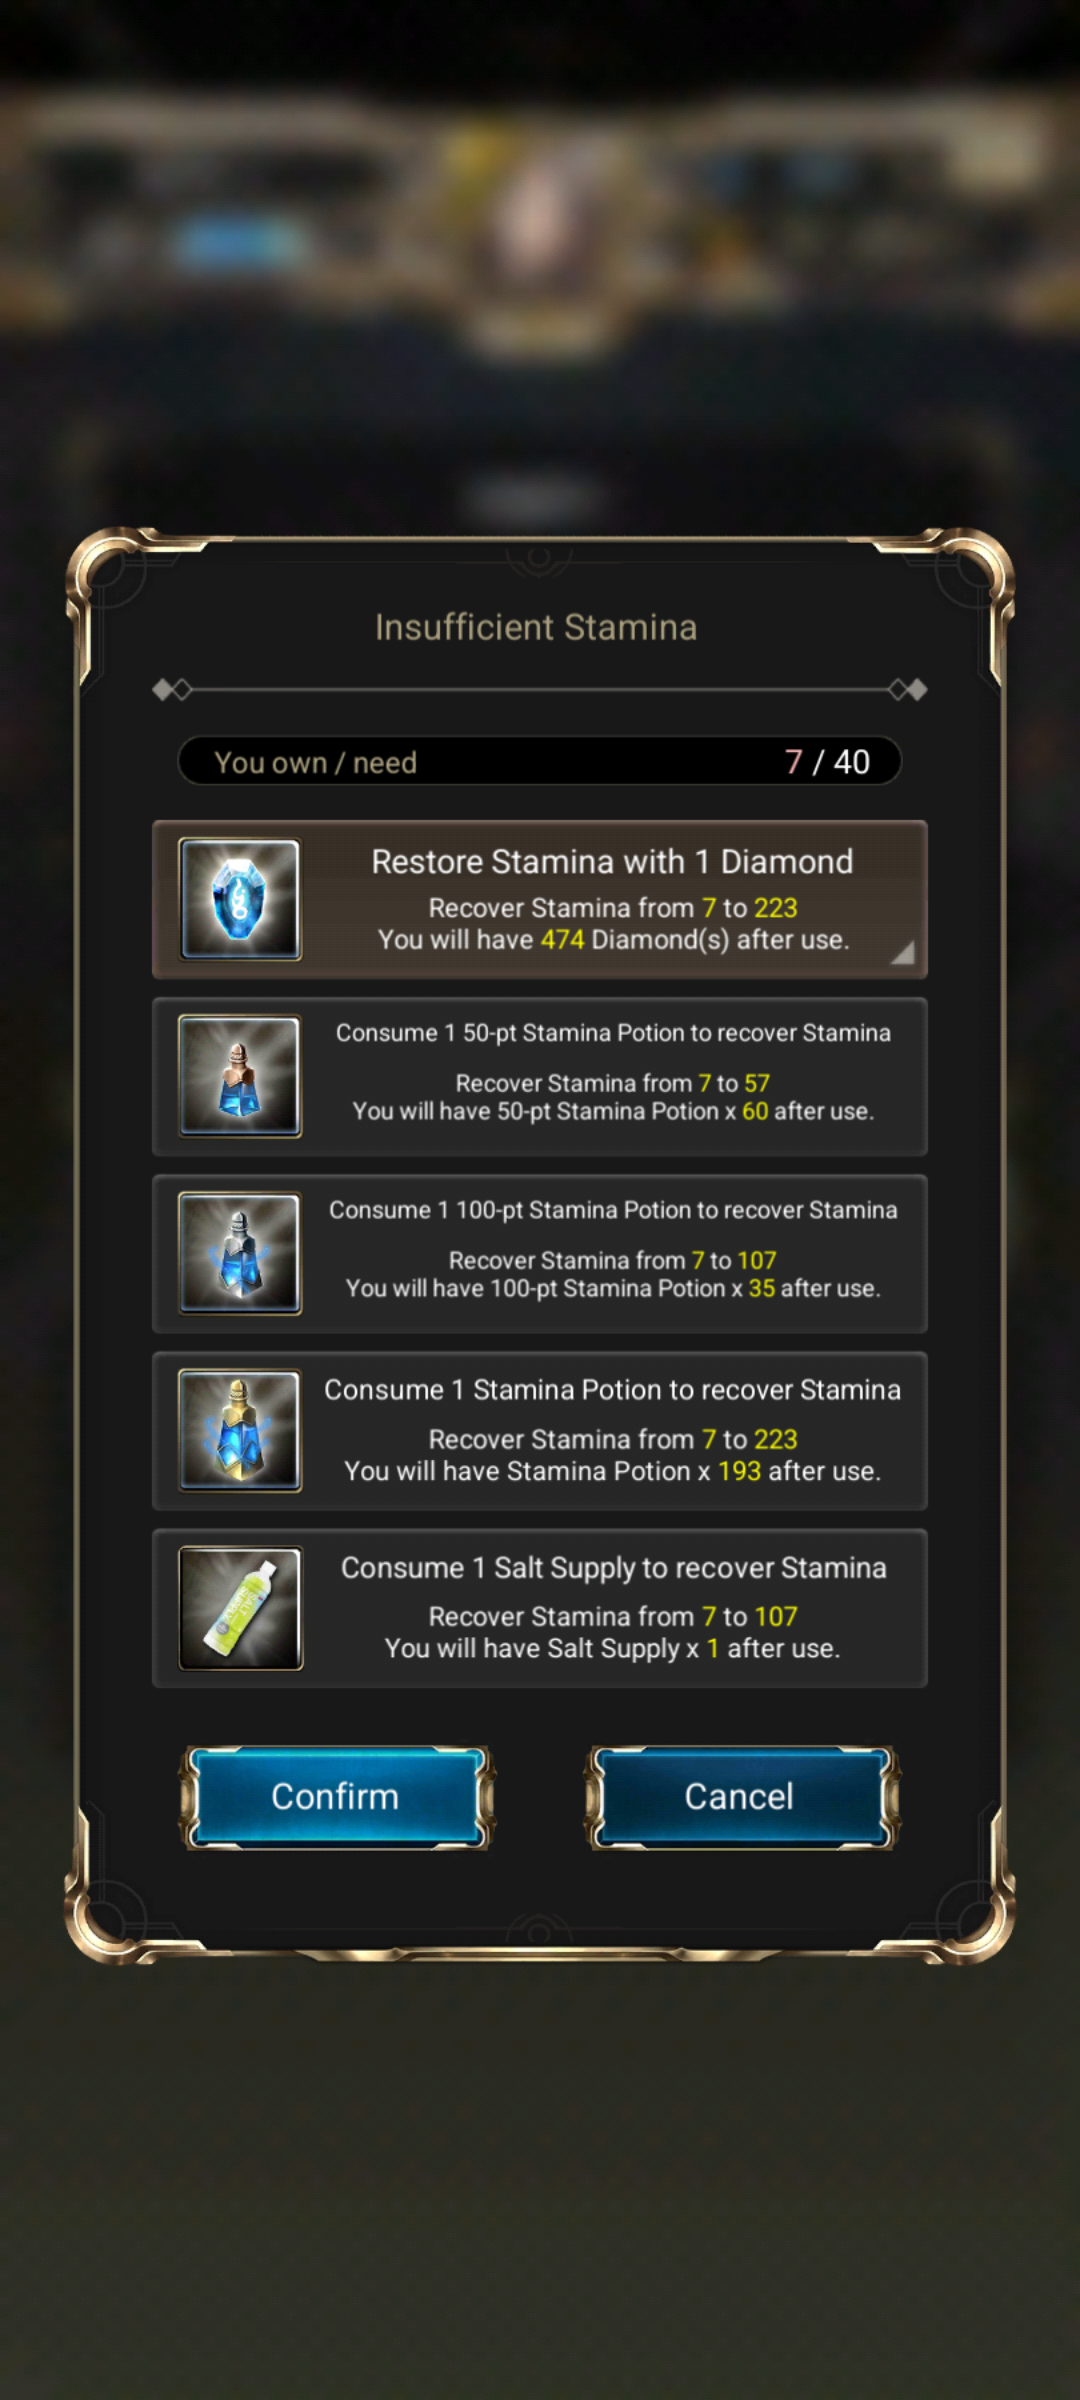 Insufficient Stamina
You own / need 7 / 40
Restore Stamina with 1 Diamond
Recover Stamina from 7 to 223
You will have 474 Diamond(s) after use.
Consume 1 50-pt Stamina Potion to recover Stamina
Recover Stamina from 7 to 57
You will have 50-pt Stamina Potion x 60 after use.
Consume 1 100-pt Stamina Potion to recover Stamina
Recover Stamina from 7 to 107
You will have 100-pt Stamina Potion x 35 after use.
Consume 1 Stamina Potion to recover Stamina
Recover Stamina from 7 to 223
You will have Stamina Potion x 193 after use.
Consume 1 Salt Supply to recover Stamina
Recover Stamina from 7 to 107
You will have Salt Supply x 1 after use.
Confirm Cancel